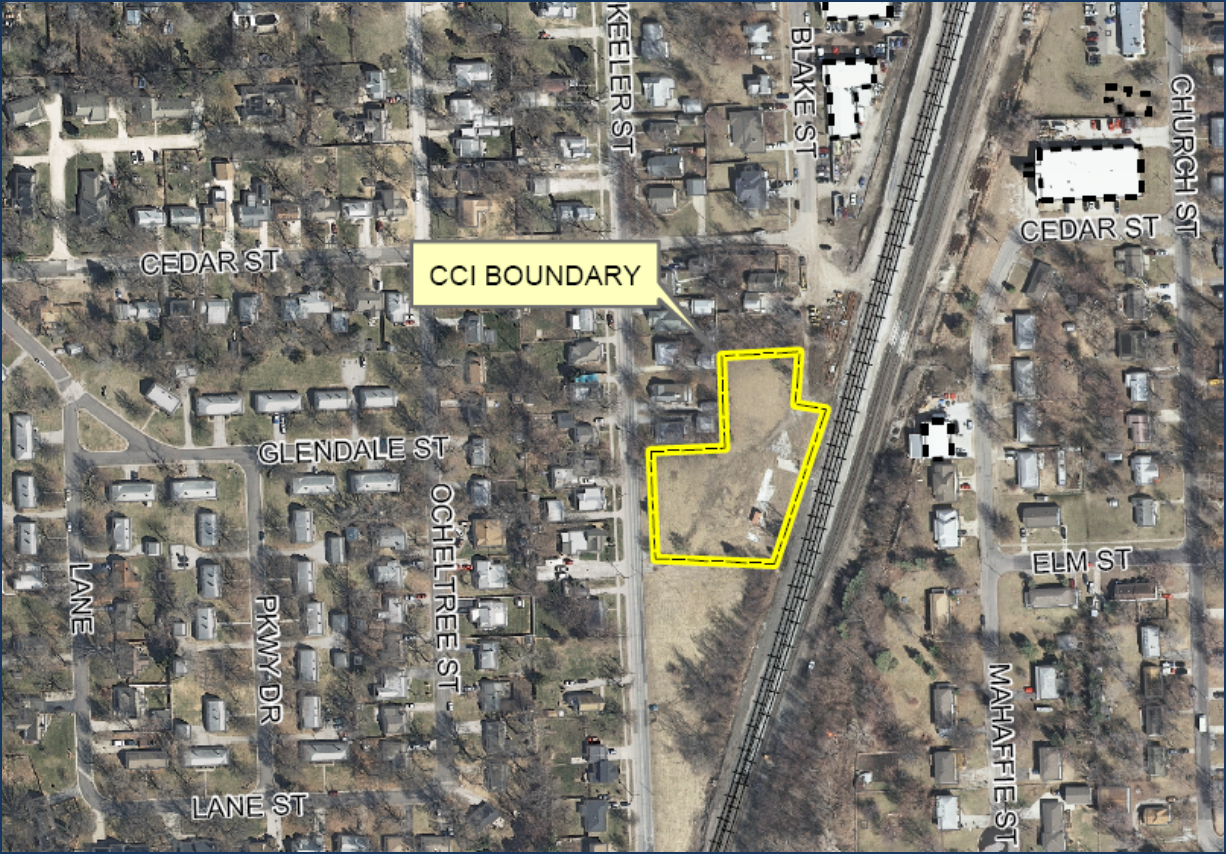 KEELER ST
BLAKE ST
CHURCH ST
CEDAR ST
CEDAR ST
CCI BOUNDARY
GLENDALE ST
OCHELTREE ST
ELM ST
LANE
PKWY DR
MAHAFFIE ST
LANE ST